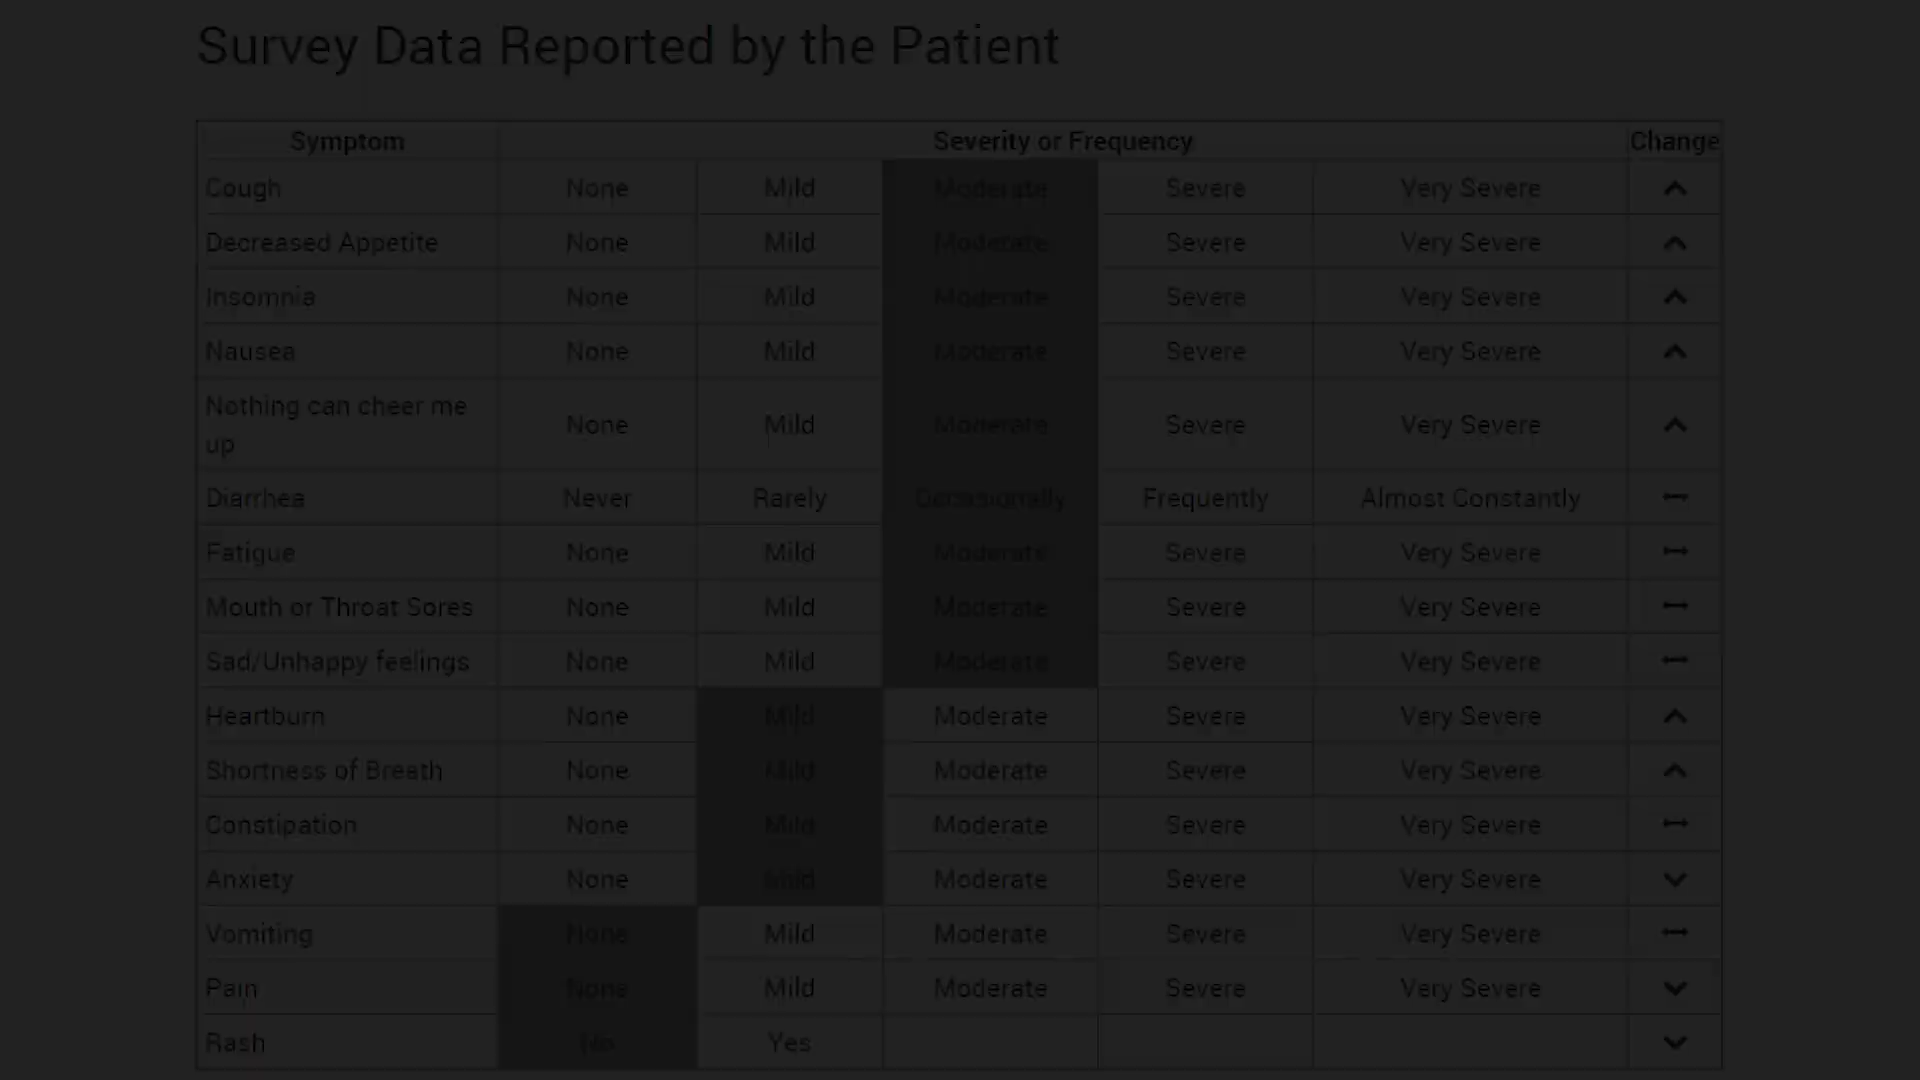 Survey Data Reported by the Patient
Symptom Severity or Frequency Change
Cough None Mild Moderate Severe Very Severe
Decreased Appetite None Mild Moderate Severe Very Severe
Insomnia None Mild Moderate Severe Very Severe
Nausea None Mild Moderate Severe Very Severe
Nothing can cheer me
up None Mild Moderate Severe Very Severe
Diarrhea Never Rarely Occasionally Frequently Almost Constantly
Fatigue None Mild Moderate Severe Very Severe
Mouth or Throat Sores None Mild Moderate Severe Very Severe
Sad/Unhappy feelings None Mild Moderate Severe Very Severe
Heartburn None Mild Moderate Severe Very Severe
Shortness of Breath None Mild Moderate Severe Very Severe
Constipation None Mild Moderate Severe Very Severe
Anxiety None Mild Moderate Severe Very Severe
Vomiting None Mild Moderate Severe Very Severe
Pain None Mild Moderate Severe Very Severe
Rash No Yes